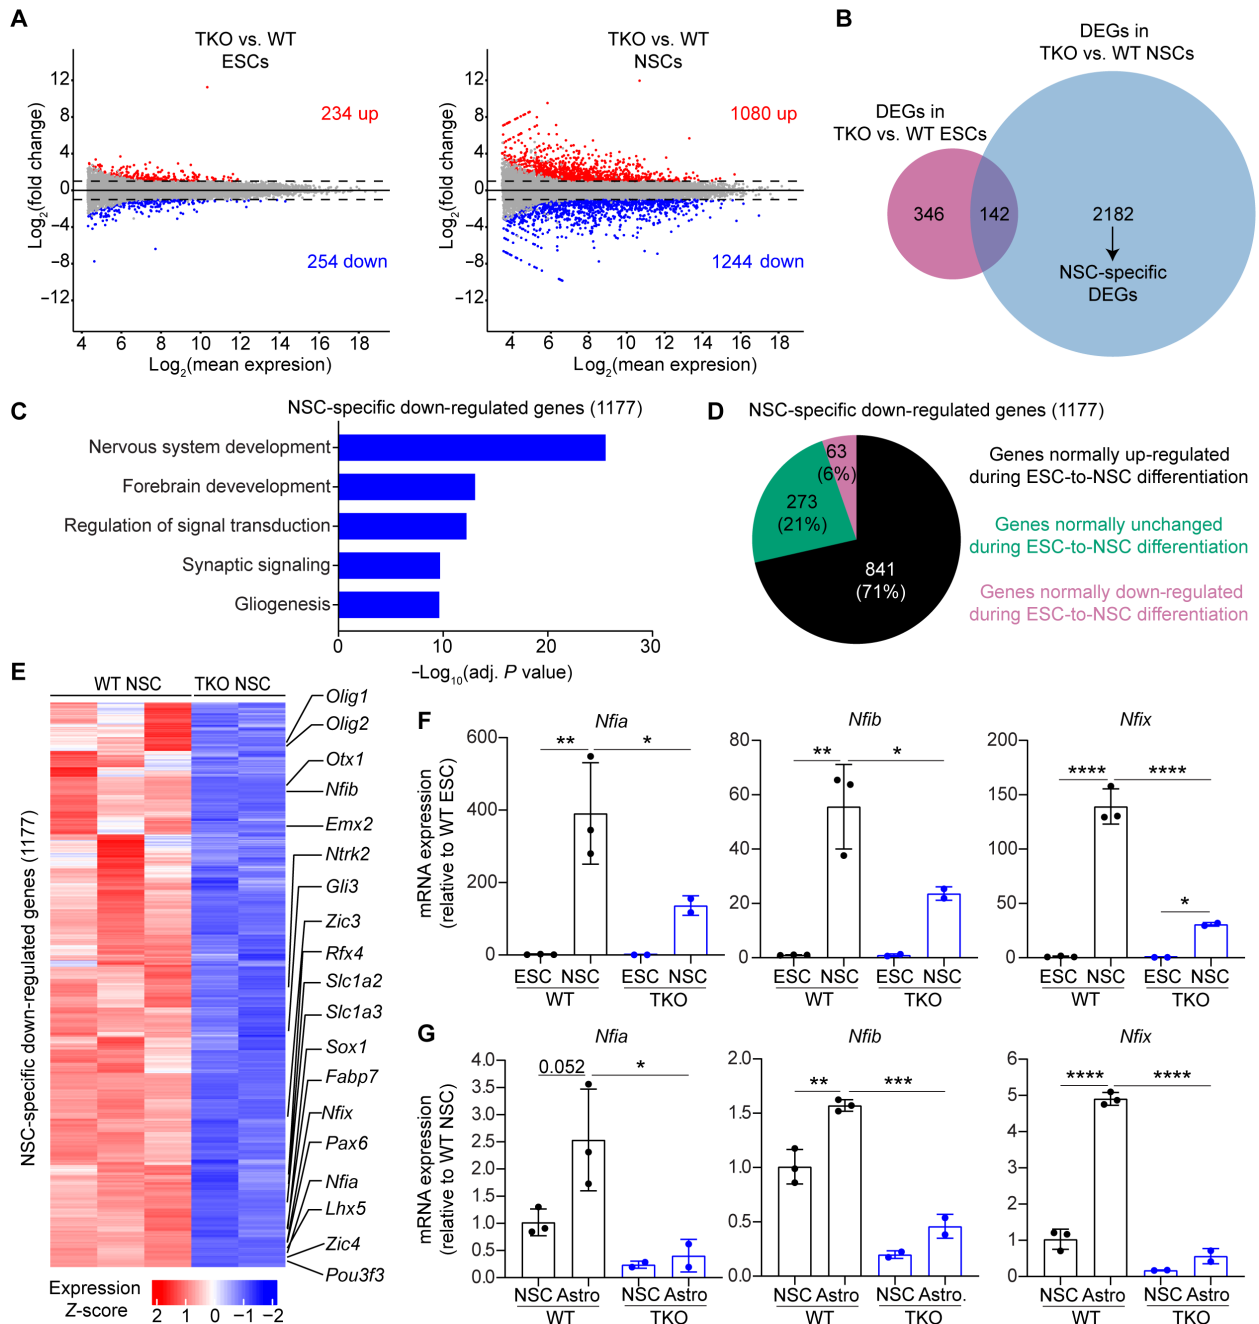 A
TKO vs. WT
ESCs
Log2(fold change)
12
8
4
0
−4
−8
−12
234 up
254 down
4 6 8 10 12 14 16 18
Log2(mean expresion)
TKO vs. WT
NSCs
12
8
4
0
−4
−8
−12
1080 up
1244 down
4 6 8 10 12 14 16 18
Log2(mean expresion)
B
DEGs in
TKO vs. WT NSCs
DEGs in
TKO vs. WT ESCs
346 142 2182
NSC-specific
DEGs
C
NSC-specific down-regulated genes (1177)
Nervous system development
Forebrain devevelopment
Regulation of signal transduction
Synaptic signaling
Gliogenesis
0 10 20 30
−Log10(adj. P value)
D
NSC-specific down-regulated genes (1177)
63
(6%)
273
(21%)
841
(71%)
Genes normally up-regulated
during ESC-to-NSC differentiation
Genes normally unchanged
during ESC-to-NSC differentiation
Genes normally down-regulated
during ESC-to-NSC differentiation
E
WT NSC TKO NSC
NSC-specific down-regulated genes (1177)
Olig1
Olig2
Otx1
Nfib
Emx2
Ntrk2
Gli3
Zic3
Rfx4
Slc1a2
Slc1a3
Sox1
Fabp7
Nfix
Pax6
Nfia
Lhx5
Zic4
Pou3f3
Expression
Z-score
2 1 0 −1 −2
F
mRNA expression
(relative to WT ESC)
Nfia
600
400
200
0
** *
ESC NSC ESC NSC
WT TKO
Nfib
80
60
40
20
0
** *
ESC NSC ESC NSC
WT TKO
Nfix
200
150
100
50
0
**** ****
*
ESC NSC ESC NSC
WT TKO
G
mRNA expression
(relative to WT NSC)
Nfia
4.0
3.5
3.0
2.5
2.0
1.5
1.0
0.5
0.0
0.052 *
NSC Astro NSC Astro
WT TKO
Nfib
2.0
1.5
1.0
0.5
0.0
** ***
NSC Astro NSC Astro.
WT TKO
Nfix
6
5
4
3
2
1
0
**** ****
NSC Astro NSC Astro
WT TKO